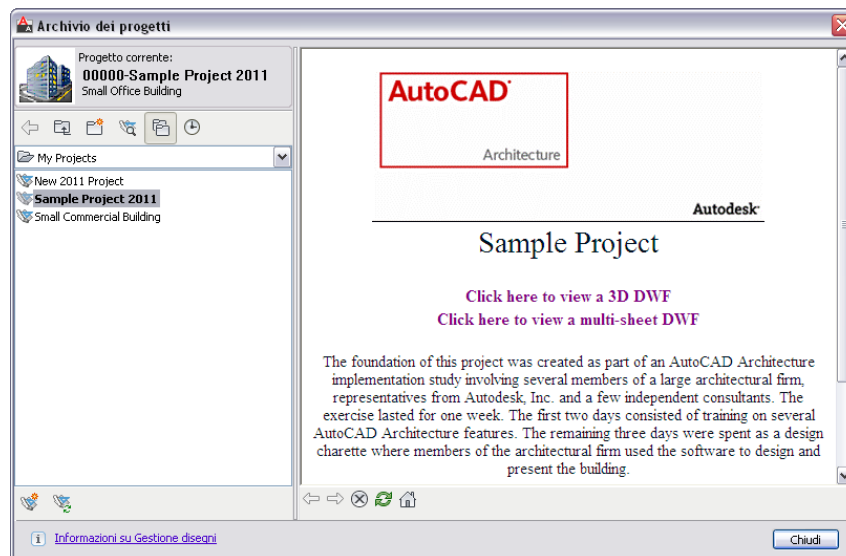 Archivio dei progetti
Progetto corrente:
00000-Sample Project 2011
Small Office Building
My Projects
New 2011 Project
Sample Project 2011
Small Commercial Building
AutoCAD
Architecture
Autodesk
Sample Project
Click here to view a 3D DWF
Click here to view a multi-sheet DWF
The foundation of this project was created as part of an AutoCAD Architecture
implementation study involving several members of a large architectural firm,
representatives from Autodesk, Inc. and a few independent consultants. The
exercise lasted for one week. The first two days consisted of training on several
AutoCAD Architecture features. The remaining three days were spent as a design
charette where members of the architectural firm used the software to design and
present the building.
Informazioni su Gestione disegni
Chiudi